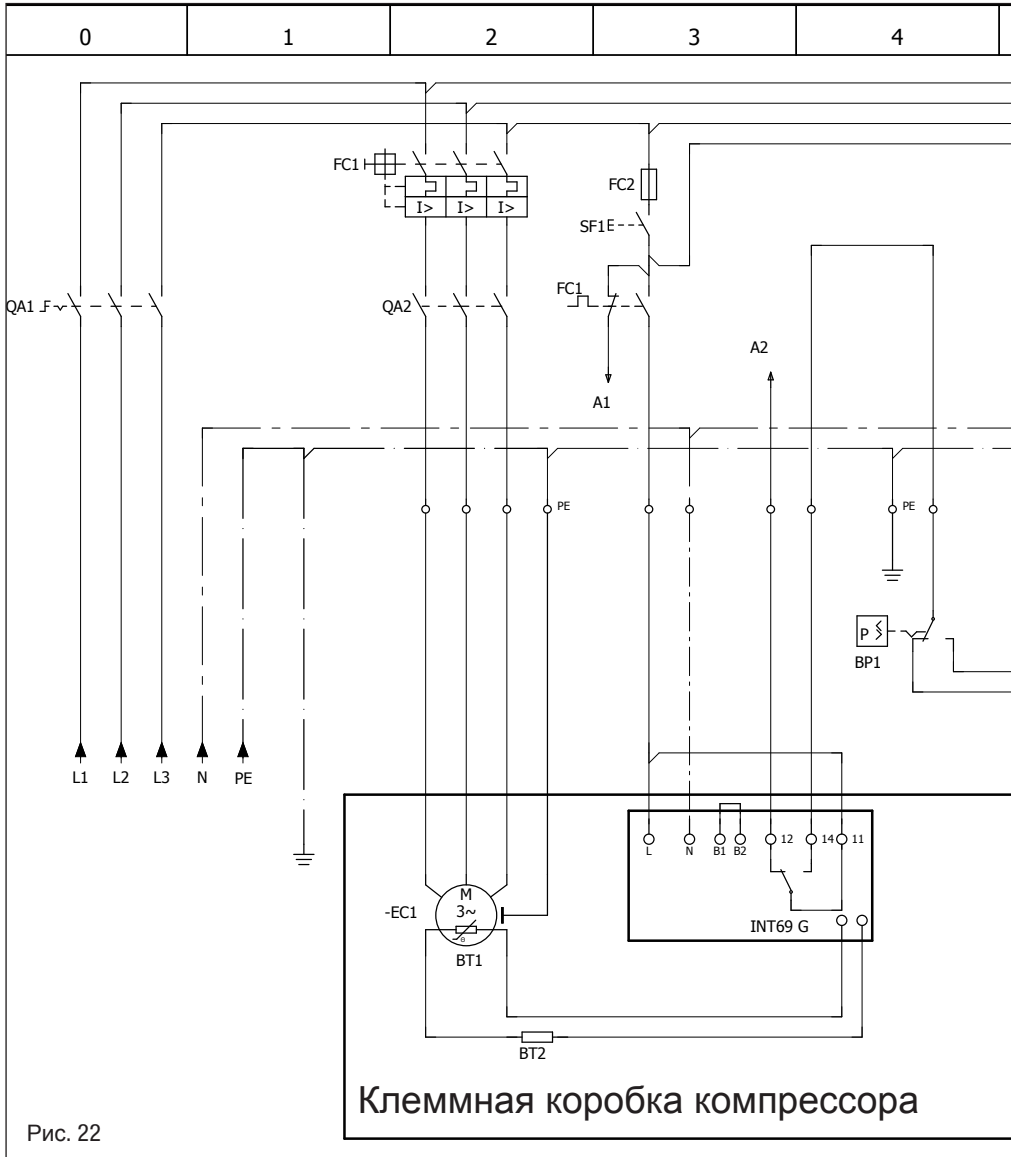 0 1 2 3 4
FC1
I> I> I>
FC2
SF1
QA1
QA2
FC1
A2
A1
PE
PE
P
BP1
L1 L2 L3 N PE
L N B1 B2 12 14 11
-EC1
M
3~
θ
INT69 G
BT1
BT2
Клеммная коробка компрессора
Рис. 22